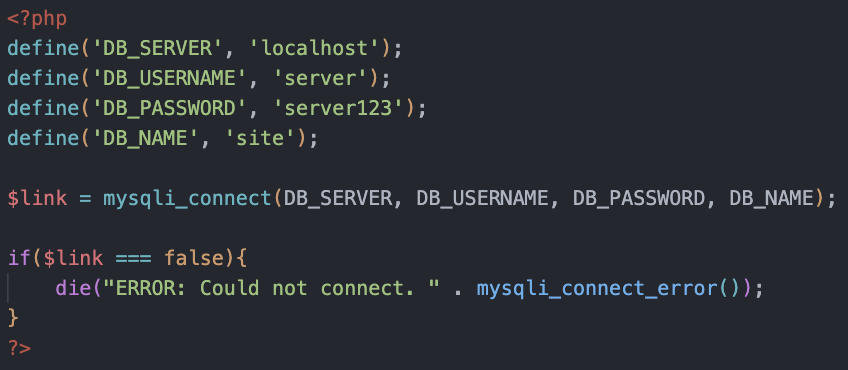 <?php
define('DB_SERVER', 'localhost');
define('DB_USERNAME', 'server');
define('DB_PASSWORD', 'server123');
define('DB_NAME', 'site');
$link = mysqli_connect(DB_SERVER, DB_USERNAME, DB_PASSWORD, DB_NAME);
if($link === false){
    die("ERROR: Could not connect. " . mysqli_connect_error());
}
?>